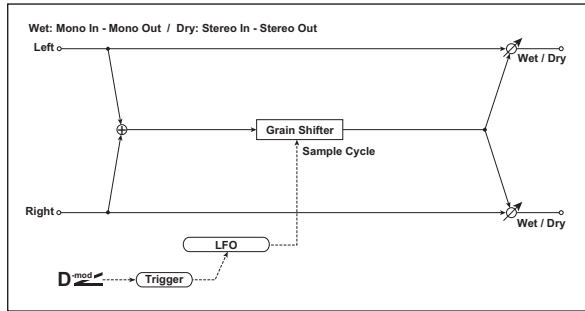 Wet: Mono In - Mono Out / Dry: Stereo In - Stereo Out
Left
Wet / Dry
Grain Shifter
Sample Cycle
Right
Wet / Dry
LFO
D-mod
Trigger